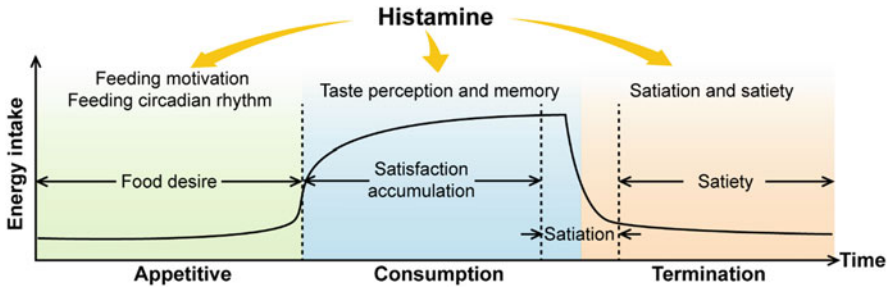 Histamine
Feeding motivation
Feeding circadian rhythm
Taste perception and memory
Satiation and satiety
Energy intake
Food desire
Satisfaction
accumulation
Satiety
Satiation
Time
Appetitive
Consumption
Termination